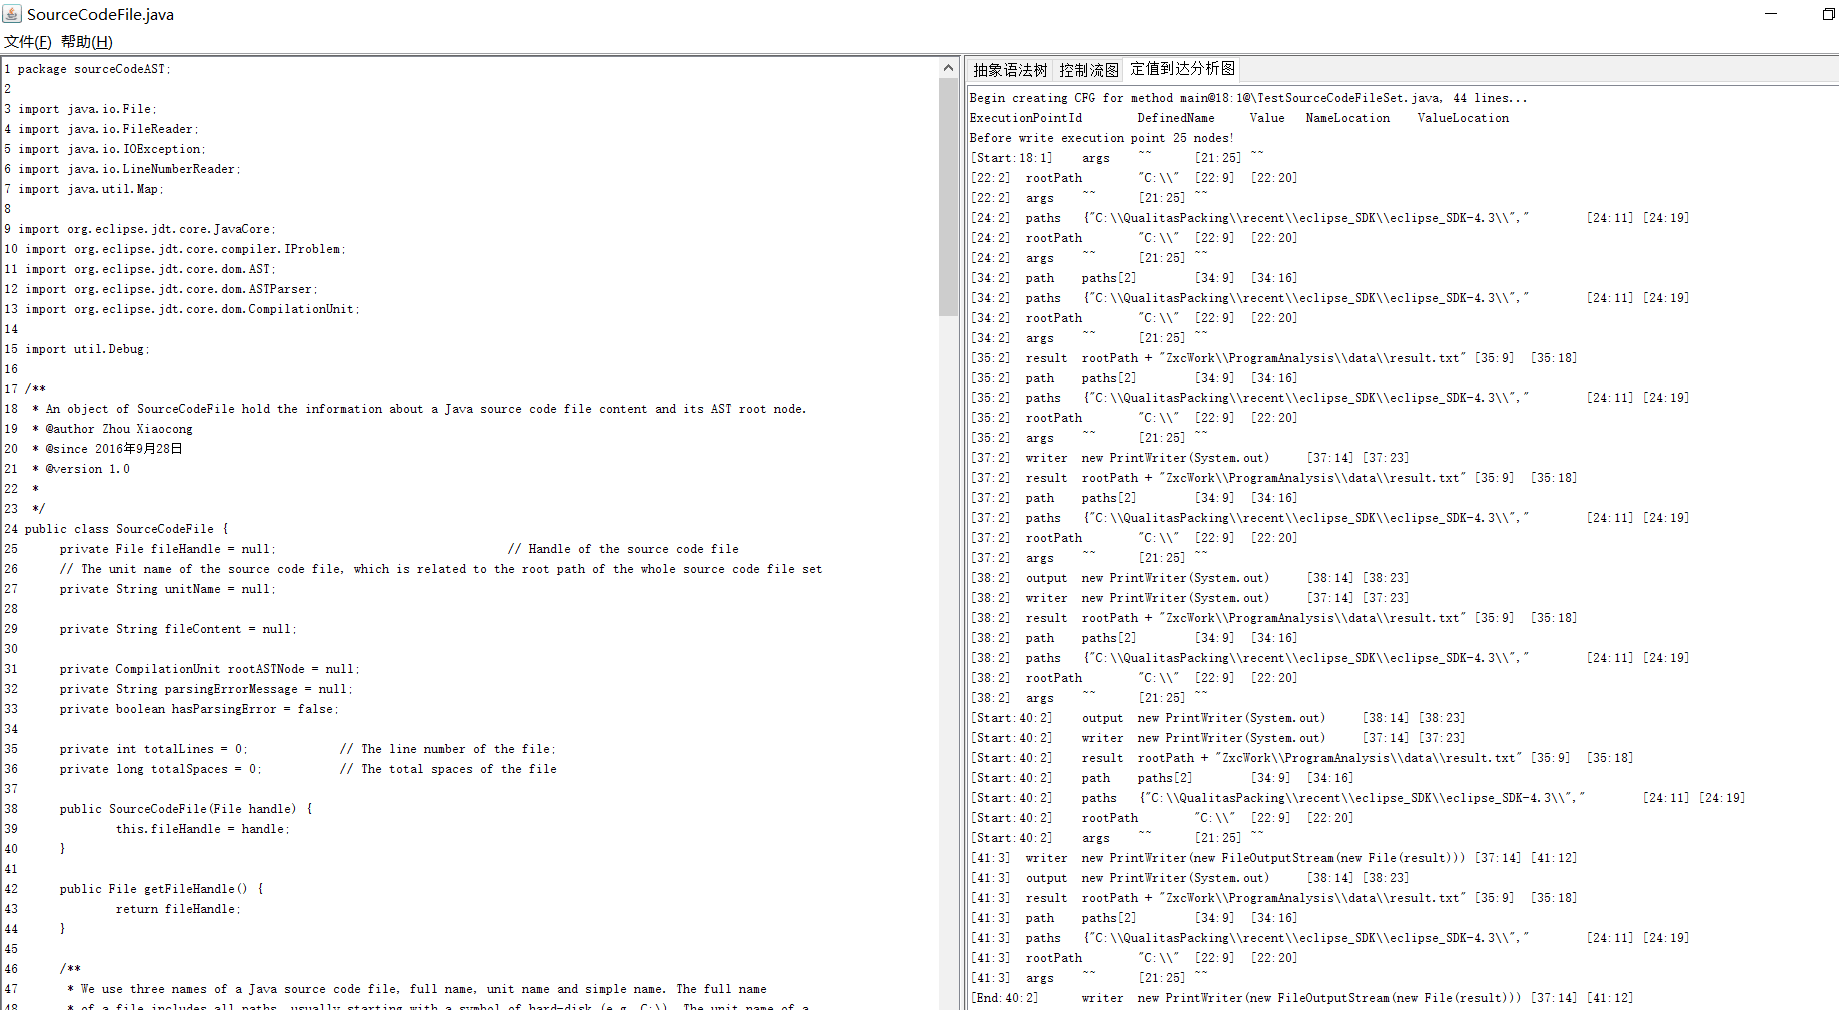 SourceCodeFile.java
文件(F) 帮助(H)
1 package sourceCodeAST;
2
3 import java.io.File;
4 import java.io.FileReader;
5 import java.io.IOException;
6 import java.io.LineNumberReader;
7 import java.util.Map;
8
9 import org.eclipse.jdt.core.JavaCore;
10 import org.eclipse.jdt.core.compiler.IProblem;
11 import org.eclipse.jdt.core.dom.AST;
12 import org.eclipse.jdt.core.dom.ASTParser;
13 import org.eclipse.jdt.core.dom.CompilationUnit;
14
15 import util.Debug;
16
17 /**
18  * An object of SourceCodeFile hold the information about a Java source code file content and its AST root node.
19  * @author Zhou Xiaocong
20  * @since 2016年9月28日
21  * @version 1.0
22  *
23  */
24 public class SourceCodeFile {
25     private File fileHandle = null;     // Handle of the source code file
26     // The unit name of the source code file, which is related to the root path of the whole source code file set
27     private String unitName = null;
28
29     private String fileContent = null;
30
31     private CompilationUnit rootASTNode = null;
32     private String parsingErrorMessage = null;
33     private boolean hasParsingError = false;
34
35     private int totalLines = 0;     // The line number of the file;
36     private long totalSpaces = 0;     // The total spaces of the file
37
38     public SourceCodeFile(File handle) {
39         this.fileHandle = handle;
40     }
41
42     public File getFileHandle() {
43         return fileHandle;
44     }
45
46     /**
47      * We use three names of a Java source code file, full name, unit name and simple name. The full name
48      * of a file includes all paths, usually starting with a symbol of hard-disk (e.g. C:\). The unit name of a
抽象语法树 控制流图 定值到达分析图
Begin creating CFG for method main@18:1@\TestSourceCodeFileSet.java, 44 lines...
ExecutionPointId DefinedName Value NameLocation ValueLocation
Before write execution point 25 nodes!
[Start:18:1] args ~~ [21:25] ~~
[22:2] rootPath "C:\\" [22:9] [22:20]
[22:2] args ~~ [21:25] ~~
[24:2] paths {"C:\\QualitasPacking\\recent\\eclipse_SDK\\eclipse_SDK-4.3\\"," [24:11] [24:19]
[24:2] rootPath "C:\\" [22:9] [22:20]
[24:2] args ~~ [21:25] ~~
[34:2] path paths[2] [34:9] [34:16]
[34:2] paths {"C:\\QualitasPacking\\recent\\eclipse_SDK\\eclipse_SDK-4.3\\"," [24:11] [24:19]
[34:2] rootPath "C:\\" [22:9] [22:20]
[34:2] args ~~ [21:25] ~~
[35:2] result rootPath + "ZxcWork\\ProgramAnalysis\\data\\result.txt" [35:9] [35:18]
[35:2] path paths[2] [34:9] [34:16]
[35:2] paths {"C:\\QualitasPacking\\recent\\eclipse_SDK\\eclipse_SDK-4.3\\"," [24:11] [24:19]
[35:2] rootPath "C:\\" [22:9] [22:20]
[35:2] args ~~ [21:25] ~~
[37:2] writer new PrintWriter(System.out) [37:14] [37:23]
[37:2] result rootPath + "ZxcWork\\ProgramAnalysis\\data\\result.txt" [35:9] [35:18]
[37:2] path paths[2] [34:9] [34:16]
[37:2] paths {"C:\\QualitasPacking\\recent\\eclipse_SDK\\eclipse_SDK-4.3\\"," [24:11] [24:19]
[37:2] rootPath "C:\\" [22:9] [22:20]
[37:2] args ~~ [21:25] ~~
[38:2] output new PrintWriter(System.out) [38:14] [38:23]
[38:2] writer new PrintWriter(System.out) [37:14] [37:23]
[38:2] result rootPath + "ZxcWork\\ProgramAnalysis\\data\\result.txt" [35:9] [35:18]
[38:2] path paths[2] [34:9] [34:16]
[38:2] paths {"C:\\QualitasPacking\\recent\\eclipse_SDK\\eclipse_SDK-4.3\\"," [24:11] [24:19]
[38:2] rootPath "C:\\" [22:9] [22:20]
[38:2] args ~~ [21:25] ~~
[Start:40:2] output new PrintWriter(System.out) [38:14] [38:23]
[Start:40:2] writer new PrintWriter(System.out) [37:14] [37:23]
[Start:40:2] result rootPath + "ZxcWork\\ProgramAnalysis\\data\\result.txt" [35:9] [35:18]
[Start:40:2] path paths[2] [34:9] [34:16]
[Start:40:2] paths {"C:\\QualitasPacking\\recent\\eclipse_SDK\\eclipse_SDK-4.3\\"," [24:11] [24:19]
[Start:40:2] rootPath "C:\\" [22:9] [22:20]
[Start:40:2] args ~~ [21:25] ~~
[41:3] writer new PrintWriter(new FileOutputStream(new File(result))) [37:14] [41:12]
[41:3] output new PrintWriter(System.out) [38:14] [38:23]
[41:3] result rootPath + "ZxcWork\\ProgramAnalysis\\data\\result.txt" [35:9] [35:18]
[41:3] path paths[2] [34:9] [34:16]
[41:3] paths {"C:\\QualitasPacking\\recent\\eclipse_SDK\\eclipse_SDK-4.3\\"," [24:11] [24:19]
[41:3] rootPath "C:\\" [22:9] [22:20]
[41:3] args ~~ [21:25] ~~
[End:40:2] writer new PrintWriter(new FileOutputStream(new File(result))) [37:14] [41:12]